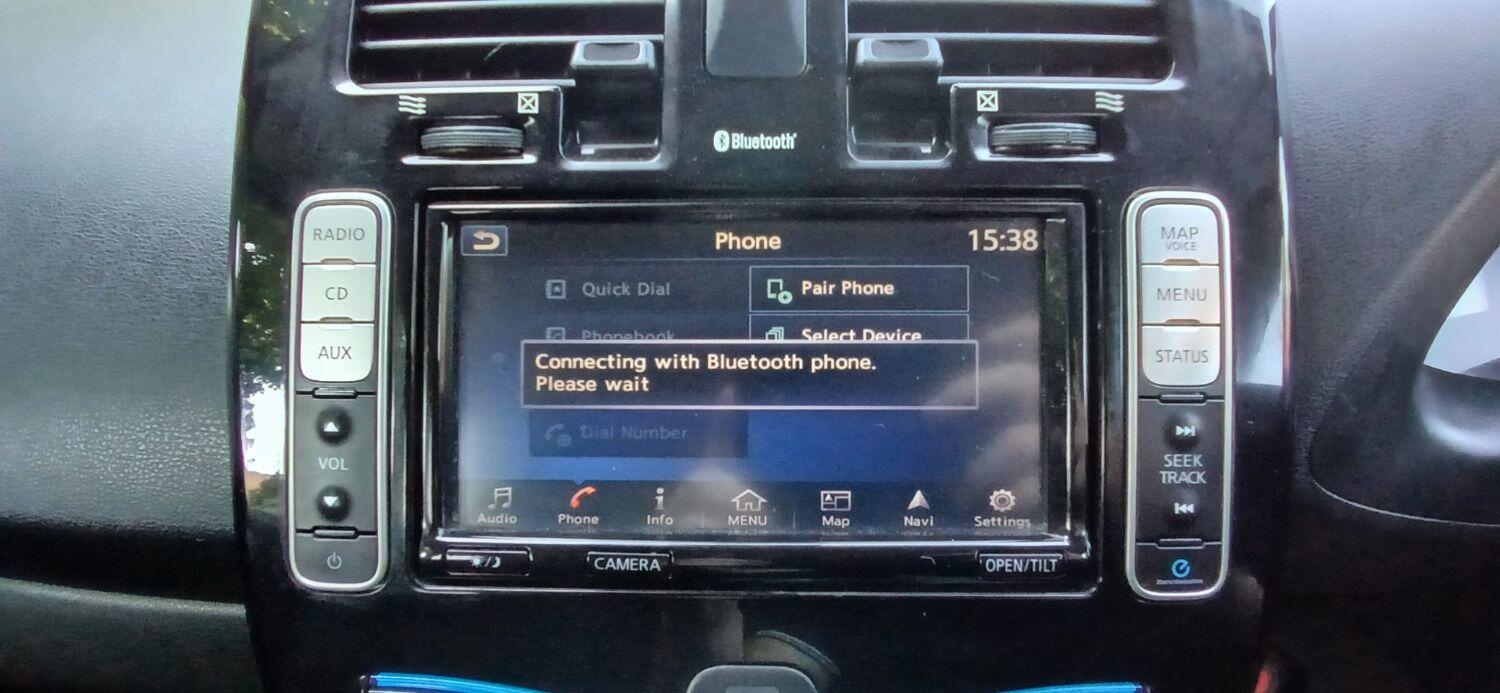 Bluetooth
RADIO
CD
AUX
VOL
Phone
15:38
Quick Dial
Pair Phone
Phonebook
Select Device
Connecting with Bluetooth phone.
Please wait
Dial Number
Audio
Phone
Info
MENU
Map
Navi
Settings
CAMERA
OPEN/TILT
MAP
VOICE
MENU
STATUS
SEEK
TRACK